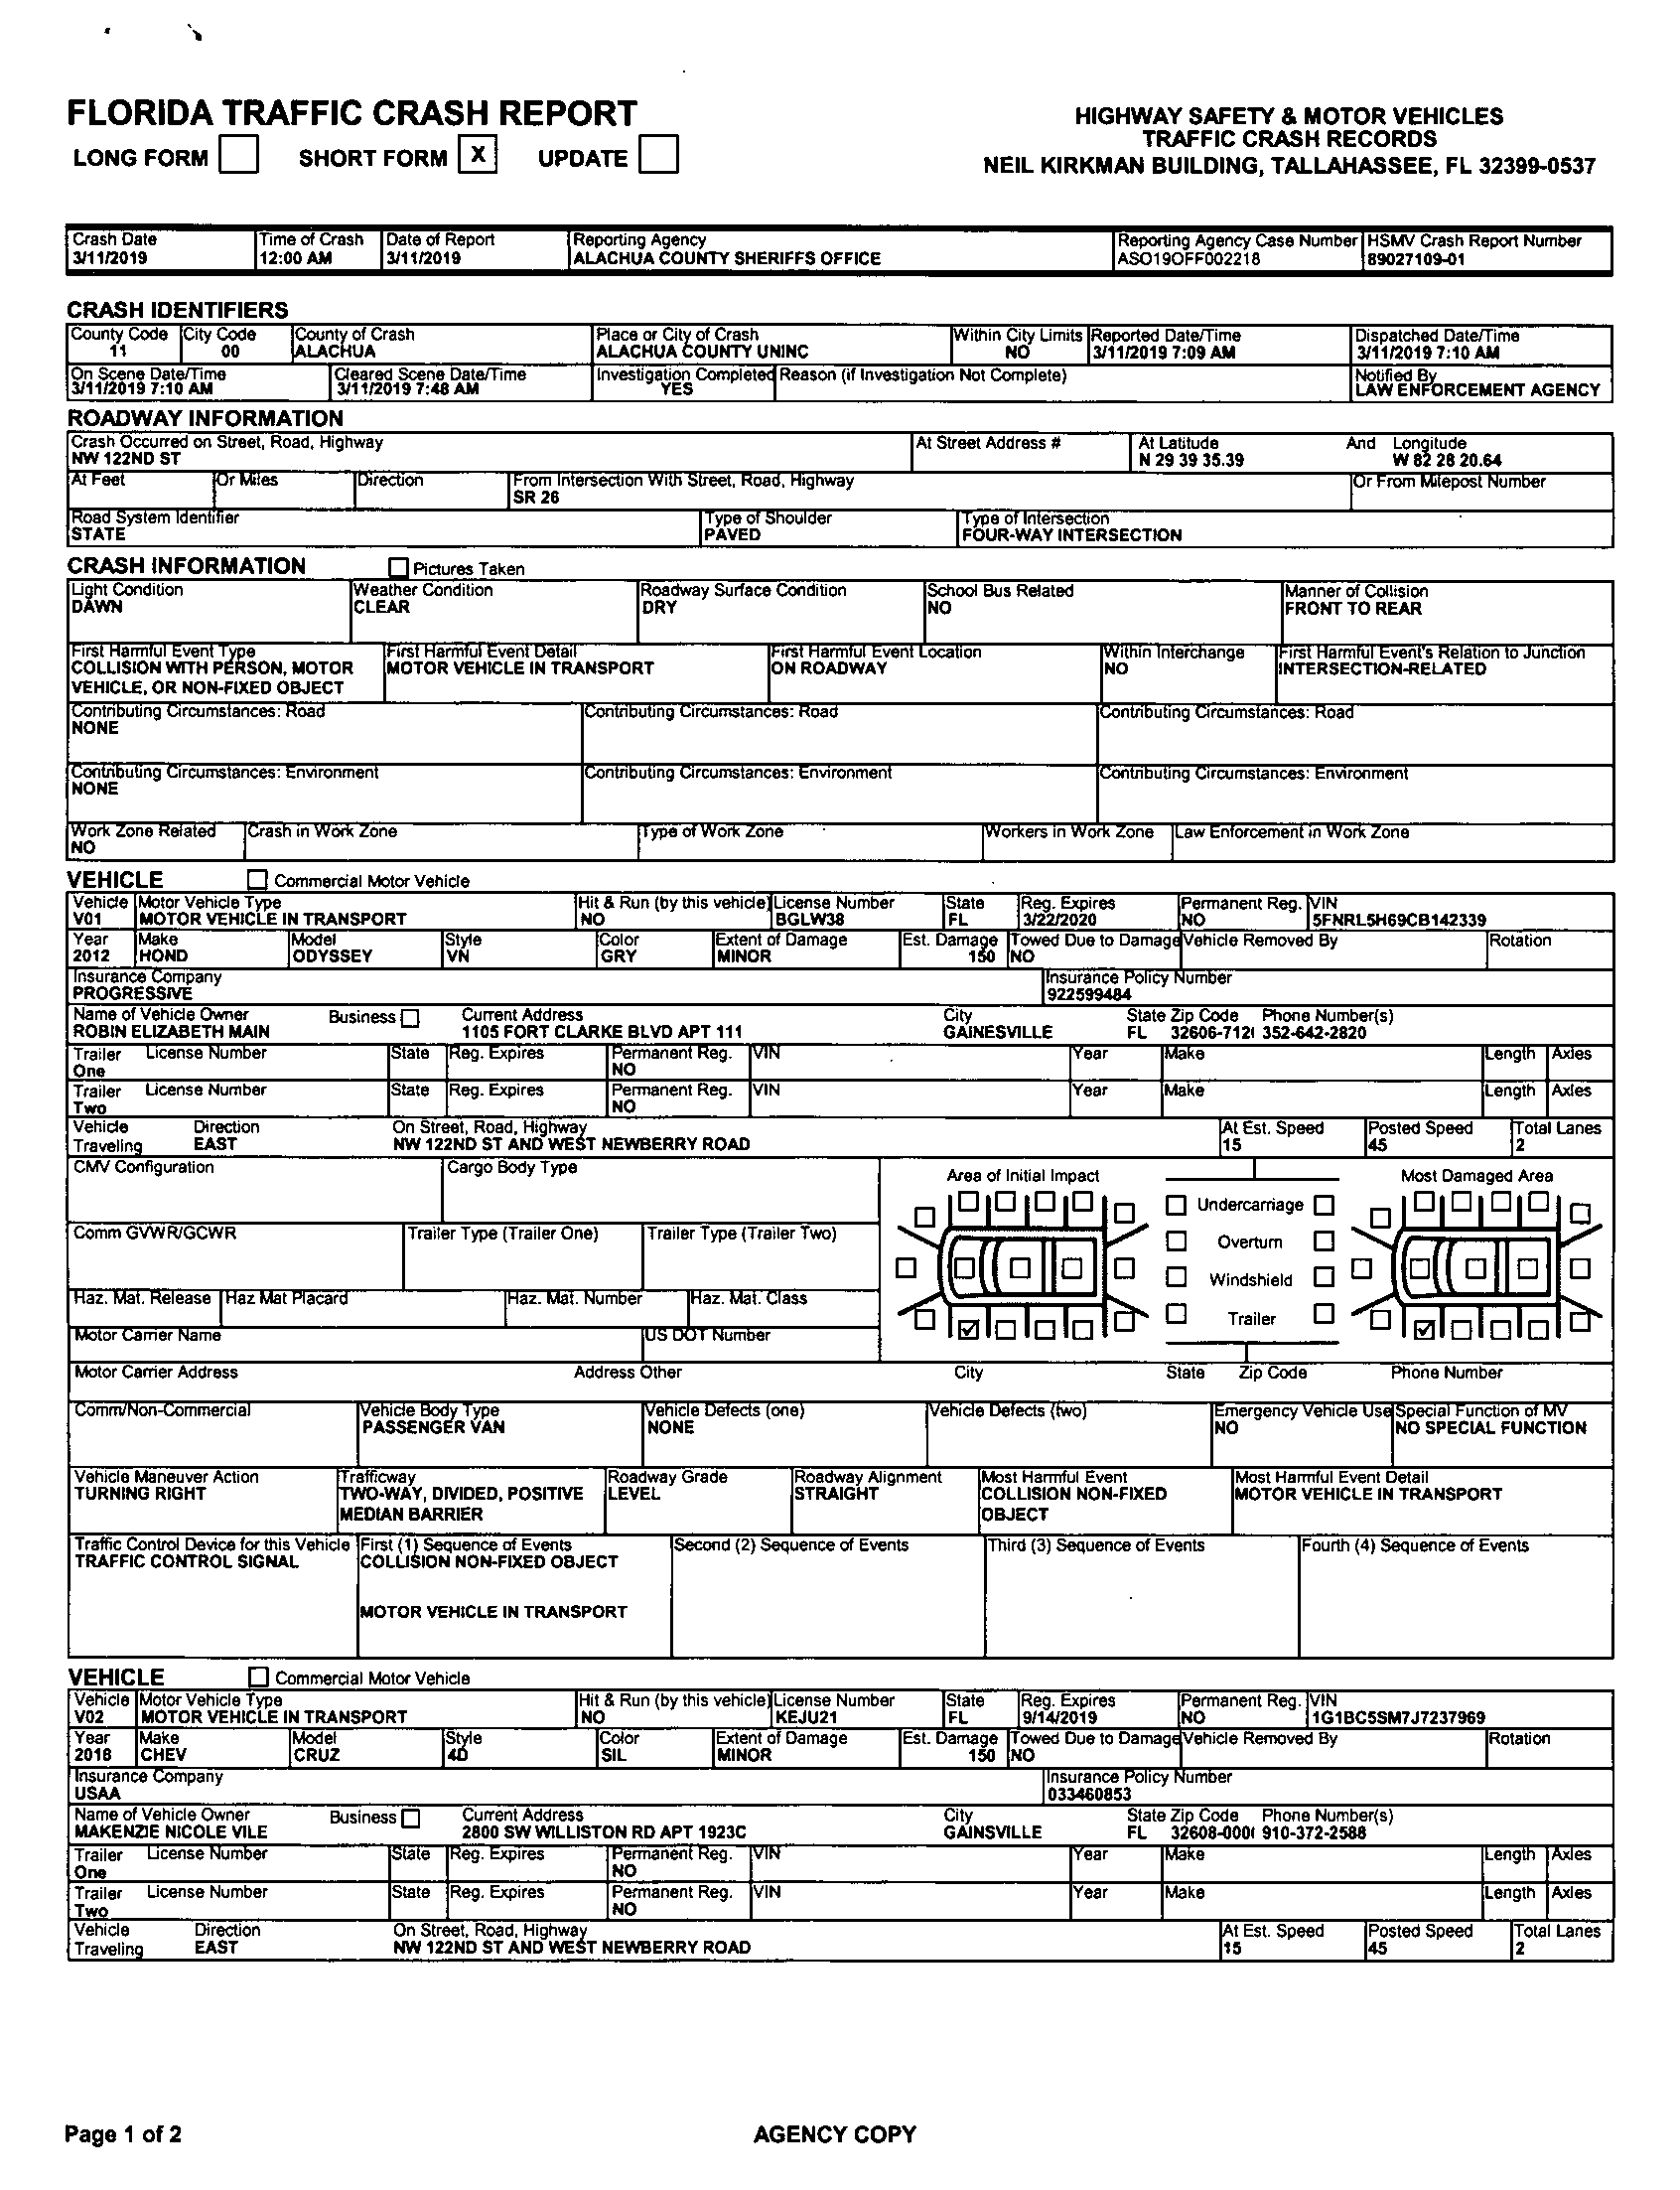 FLORIDA TRAFFIC CRASH REPORT
LONG FORM SHORT FORM X UPDATE
HIGHWAY SAFETY & MOTOR VEHICLES
TRAFFIC CRASH RECORDS
NEIL KIRKMAN BUILDING, TALLAHASSEE, FL 32399-0537
Crash Date Time of Crash Date of Report Reporting Agency Reporting Agency Case Number HSMV Crash Report Number
3/11/2019 12:00 AM 3/11/2019 ALACHUA COUNTY SHERIFFS OFFICE ASO19OFF002218 89027109-01
CRASH IDENTIFIERS
County Code City Code County of Crash Place or City of Crash Within City Limits Reported Date/Time Dispatched Date/Time
11 00 ALACHUA ALACHUA COUNTY UNINC NO 3/11/2019 7:09 AM 3/11/2019 7:10 AM
On Scene Date/Time Cleared Scene Date/Time Investigation Completed Reason (if Investigation Not Complete) Notified By
3/11/2019 7:10 AM 3/11/2019 7:48 AM YES LAW ENFORCEMENT AGENCY
ROADWAY INFORMATION
Crash Occurred on Street, Road, Highway At Street Address # At Latitude And Longitude
NW 122ND ST N 29 39 35.39 W 82 28 20.64
At Feet Or Miles Direction From Intersection With Street, Road, Highway Or From Milepost Number
SR 26
Road System Identifier Type of Shoulder Type of Intersection
STATE PAVED FOUR-WAY INTERSECTION
CRASH INFORMATION Pictures Taken
Light Condition Weather Condition Roadway Surface Condition School Bus Related Manner of Collision
DAWN CLEAR DRY NO FRONT TO REAR
First Harmful Event Type First Harmful Event Detail First Harmful Event Location Within Interchange First Harmful Event's Relation to Junction
COLLISION WITH PERSON, MOTOR MOTOR VEHICLE IN TRANSPORT ON ROADWAY NO INTERSECTION-RELATED
VEHICLE, OR NON-FIXED OBJECT
Contributing Circumstances: Road Contributing Circumstances: Road Contributing Circumstances: Road
NONE
Contributing Circumstances: Environment Contributing Circumstances: Environment Contributing Circumstances: Environment
NONE
Work Zone Related Crash in Work Zone Type of Work Zone Workers in Work Zone Law Enforcement in Work Zone
NO
VEHICLE Commercial Motor Vehicle
Vehicle Motor Vehicle Type Hit & Run (by this vehicle) License Number State Reg. Expires Permanent Reg. VIN
V01 MOTOR VEHICLE IN TRANSPORT NO BGLW38 FL 3/22/2020 NO 5FNRL5H69CB142339
Year Make Model Style Color Extent of Damage Est. Damage Towed Due to Damage Vehicle Removed By Rotation
2012 HOND ODYSSEY VN GRY MINOR 150 NO
Insurance Company Insurance Policy Number
PROGRESSIVE 922599484
Name of Vehicle Owner Business Current Address City State Zip Code Phone Number(s)
ROBIN ELIZABETH MAIN 1105 FORT CLARKE BLVD APT 111 GAINESVILLE FL 32606-712 352-642-2820
Trailer License Number State Reg. Expires Permanent Reg. VIN Year Make Length Axles
One NO
Trailer License Number State Reg. Expires Permanent Reg. VIN Year Make Length Axles
Two NO
Vehicle Direction On Street, Road, Highway At Est. Speed Posted Speed Total Lanes
Traveling EAST NW 122ND ST AND WEST NEWBERRY ROAD 15 45 2
CMV Configuration Cargo Body Type Area of Initial Impact Most Damaged Area
Undercarriage
Comm GVWR/GCWR Trailer Type (Trailer One) Trailer Type (Trailer Two) Overturn
Windshield
Haz. Mat. Release Haz Mat Placard Haz. Mat. Number Haz. Mat. Class Trailer
Motor Carrier Name US DOT Number
Motor Carrier Address Address Other City State Zip Code Phone Number
Comm/Non-Commercial Vehicle Body Type Vehicle Defects (one) Vehicle Defects (two) Emergency Vehicle Use Special Function of MV
PASSENGER VAN NONE NO NO SPECIAL FUNCTION
Vehicle Maneuver Action Trafficway Roadway Grade Roadway Alignment Most Harmful Event Most Harmful Event Detail
TURNING RIGHT TWO-WAY, DIVIDED, POSITIVE LEVEL STRAIGHT COLLISION NON-FIXED MOTOR VEHICLE IN TRANSPORT
MEDIAN BARRIER OBJECT
Traffic Control Device for this Vehicle First (1) Sequence of Events Second (2) Sequence of Events Third (3) Sequence of Events Fourth (4) Sequence of Events
TRAFFIC CONTROL SIGNAL COLLISION NON-FIXED OBJECT
MOTOR VEHICLE IN TRANSPORT
VEHICLE Commercial Motor Vehicle
Vehicle Motor Vehicle Type Hit & Run (by this vehicle) License Number State Reg. Expires Permanent Reg. VIN
V02 MOTOR VEHICLE IN TRANSPORT NO KEJU21 FL 9/14/2019 NO 1G1BC5SM7J7237969
Year Make Model Style Color Extent of Damage Est. Damage Towed Due to Damage Vehicle Removed By Rotation
2018 CHEV CRUZ 4D SIL MINOR 150 NO
Insurance Company Insurance Policy Number
USAA 033460853
Name of Vehicle Owner Business Current Address City State Zip Code Phone Number(s)
MAKENZIE NICOLE VILE 2800 SW WILLISTON RD APT 1923C GAINSVILLE FL 32608-000 910-372-2588
Trailer License Number State Reg. Expires Permanent Reg. VIN Year Make Length Axles
One NO
Trailer License Number State Reg. Expires Permanent Reg. VIN Year Make Length Axles
Two NO
Vehicle Direction On Street, Road, Highway At Est. Speed Posted Speed Total Lanes
Traveling EAST NW 122ND ST AND WEST NEWBERRY ROAD 15 45 2
Page 1 of 2 AGENCY COPY